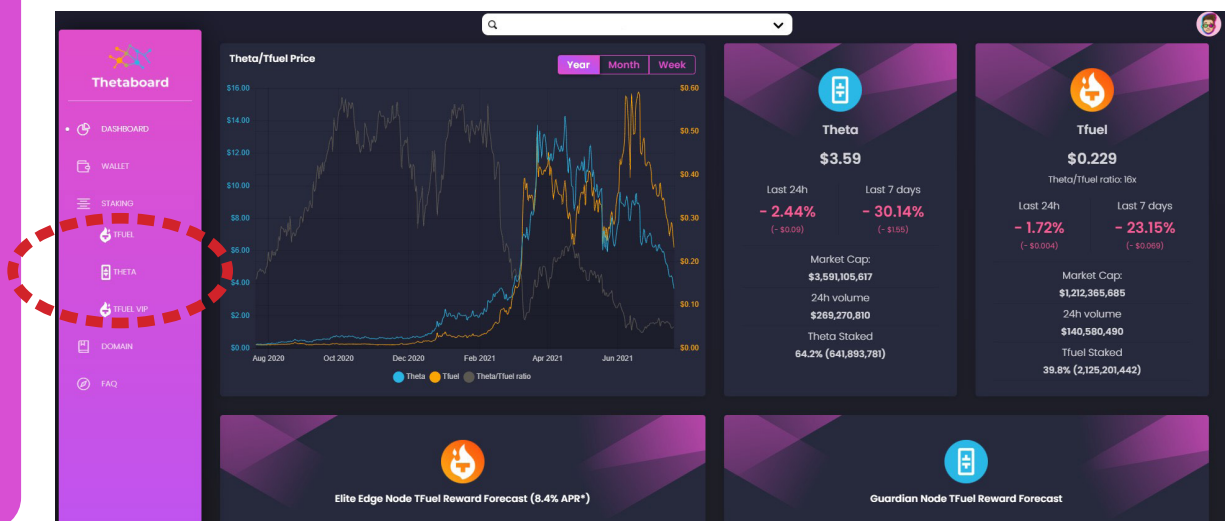 Thetaboard
DASHBOARD
WALLET
STAKING
TFUEL
THETA
TFUEL VIP
DOMAIN
FAQ
Theta/Tfuel Price
Year Month Week
$16.00
$14.00
$12.00
$10.00
$8.00
$6.00
$4.00
$2.00
$0.00
$0.60
$0.50
$0.40
$0.30
$0.20
$0.10
$0.00
Aug 2020 Oct 2020 Dec 2020 Feb 2021 Apr 2021 Jun 2021
Theta Tfuel Theta/Tfuel ratio
Theta
$3.59
Last 24h Last 7 days
- 2.44% - 30.14%
(- $0.09) (- $1.55)
Market Cap:
$3,591,105,617
24h volume
$269,270,810
Theta Staked
64.2% (641,893,781)
Tfuel
$0.229
Theta/Tfuel ratio: 16x
Last 24h Last 7 days
- 1.72% - 23.15%
(- $0.004) (- $0.069)
Market Cap:
$1,212,365,685
24h volume
$140,580,490
Tfuel Staked
39.8% (2,125,201,442)
Elite Edge Node TFuel Reward Forecast (8.4% APR*)
Guardian Node TFuel Reward Forecast